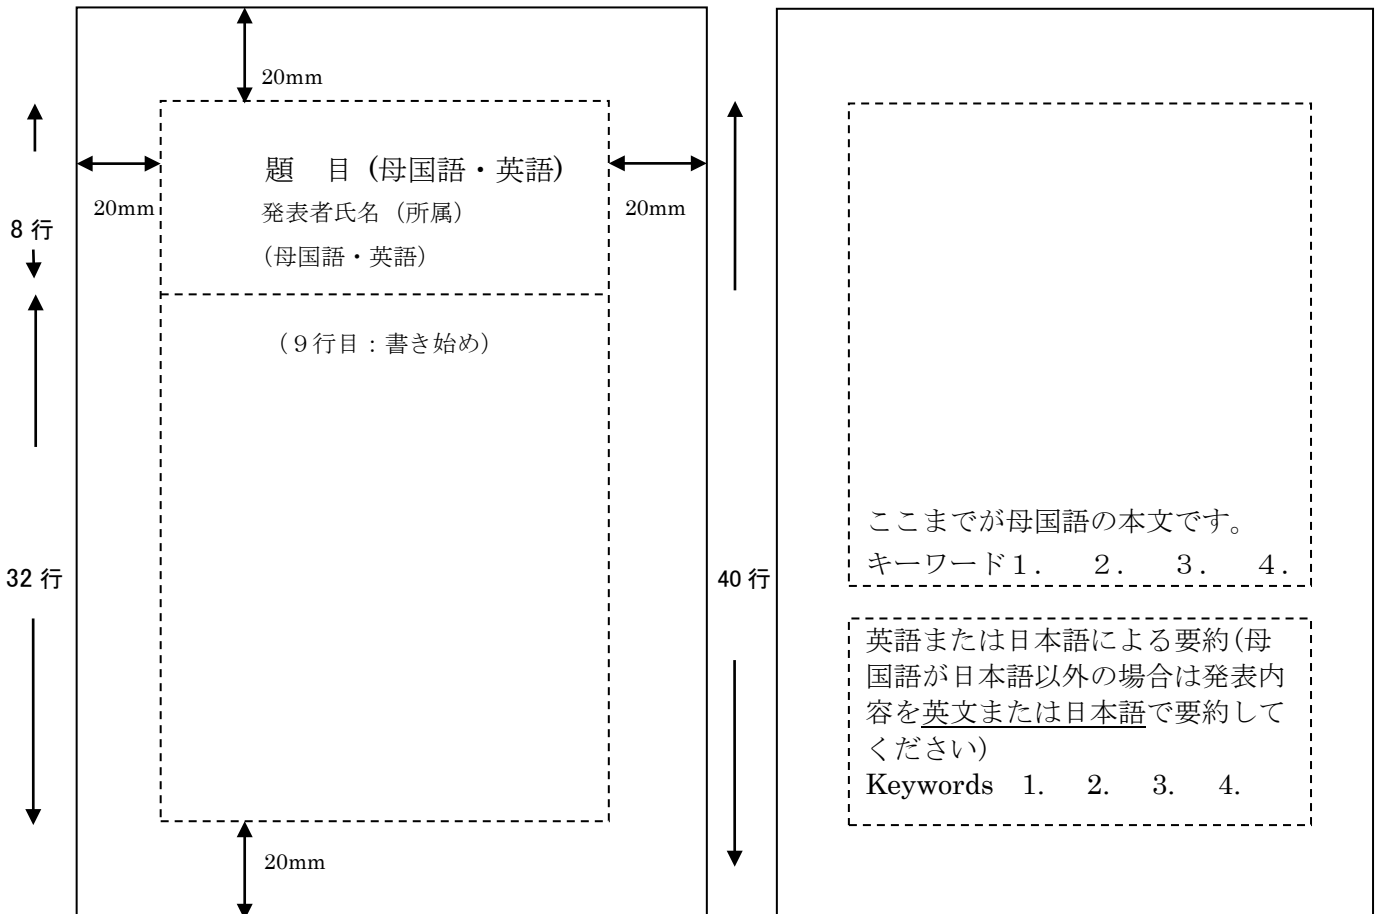 20mm
題　目 (母国語・英語)
20mm
発表者氏名（所属）
20mm
8 行
（母国語・英語）
（９行目：書き始め）
32 行
20mm
40 行
ここまでが母国語の本文です。
キーワード１．　２．　３．　４．
英語または日本語による要約(母
国語が日本語以外の場合は発表内
容を英文または日本語で要約して
ください)
Keywords　1.　2.　3.　4.